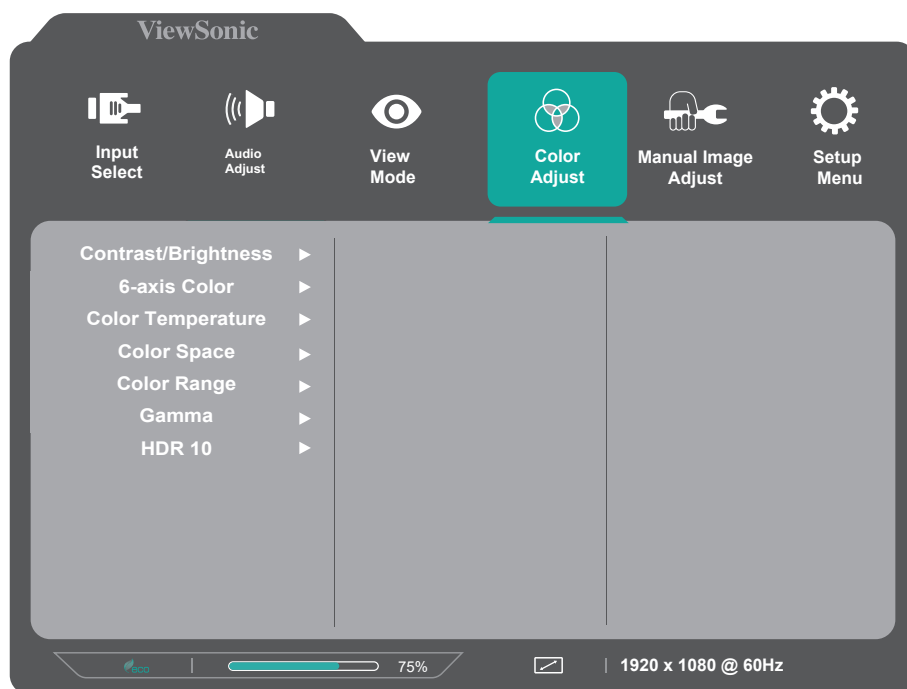 ViewSonic
Input
Select
Audio
Adjust
View
Mode
Color
Adjust
Manual Image
Adjust
Setup
Menu
Contrast/Brightness
6-axis Color
Color Temperature
Color Space
Color Range
Gamma
HDR 10
eco
75%
1920 x 1080 @ 60Hz